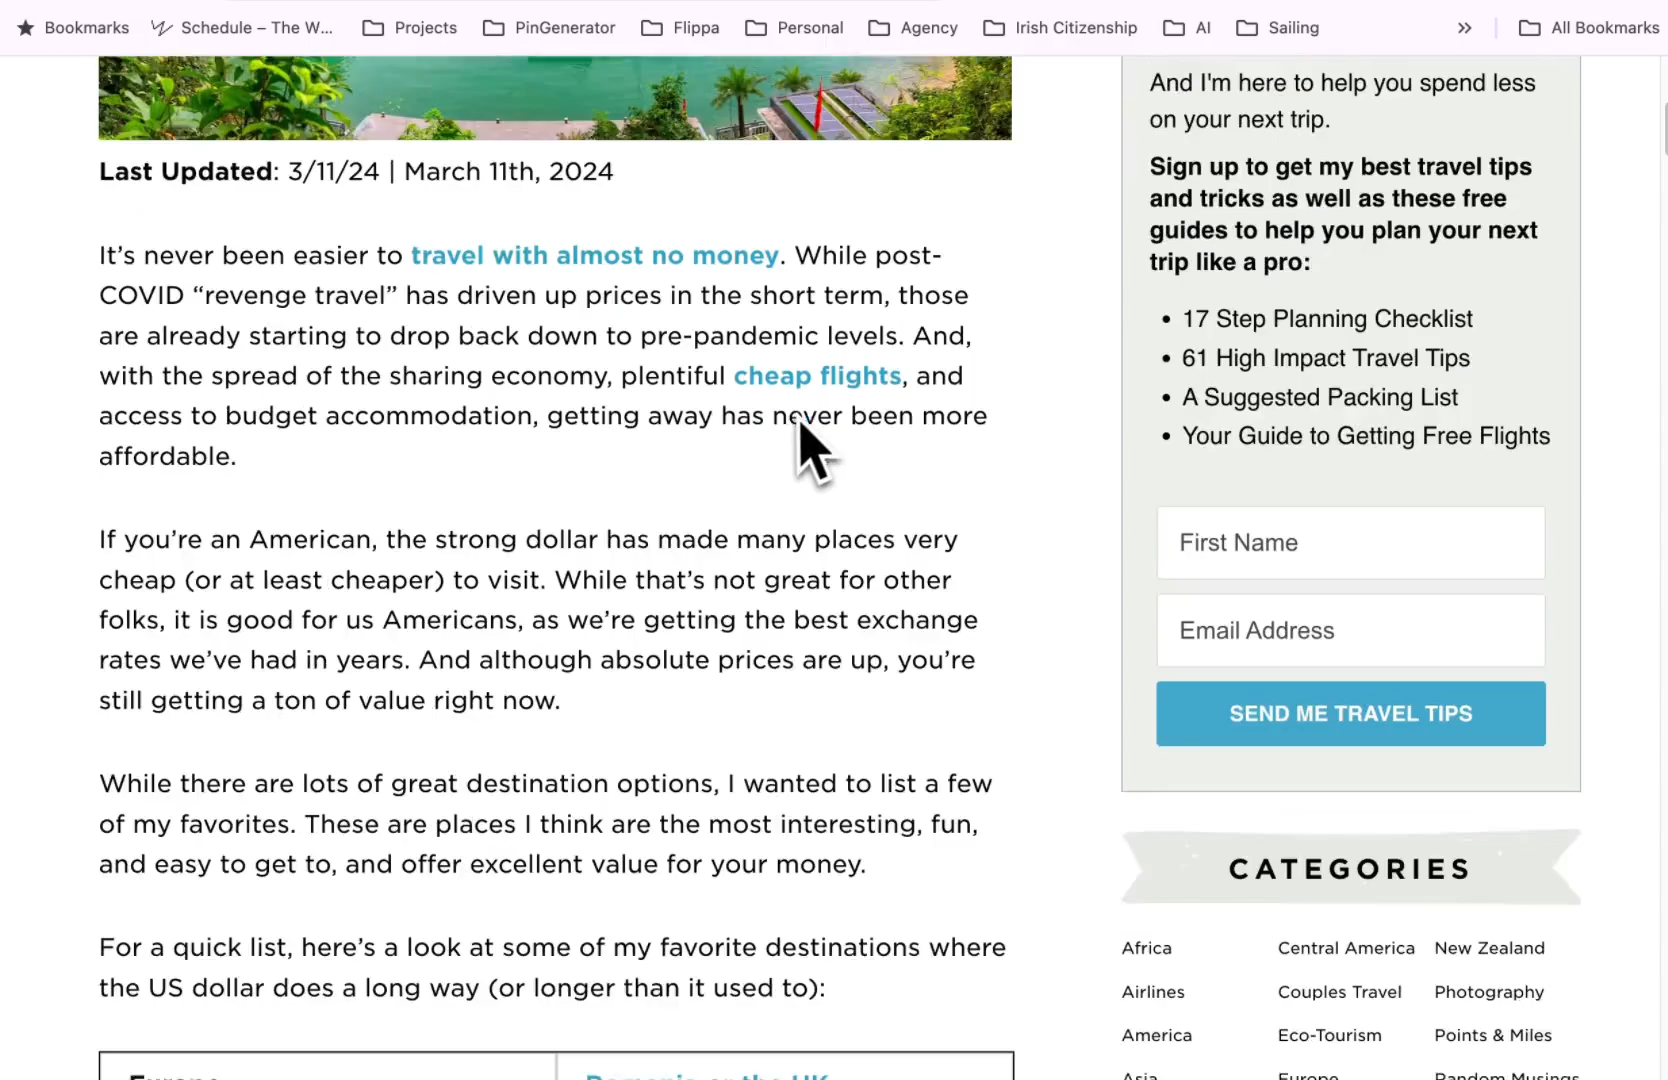 Bookmarks
Schedule – The W...
Projects
PinGenerator
Flippa
Personal
Agency
Irish Citizenship
AI
Sailing
»
All Bookmarks
Last Updated: 3/11/24 | March 11th, 2024
It’s never been easier to travel with almost no money. While post-
COVID “revenge travel” has driven up prices in the short term, those
are already starting to drop back down to pre-pandemic levels. And,
with the spread of the sharing economy, plentiful cheap flights, and
access to budget accommodation, getting away has never been more
affordable.
If you’re an American, the strong dollar has made many places very
cheap (or at least cheaper) to visit. While that’s not great for other
folks, it is good for us Americans, as we’re getting the best exchange
rates we’ve had in years. And although absolute prices are up, you’re
still getting a ton of value right now.
While there are lots of great destination options, I wanted to list a few
of my favorites. These are places I think are the most interesting, fun,
and easy to get to, and offer excellent value for your money.
For a quick list, here’s a look at some of my favorite destinations where
the US dollar does a long way (or longer than it used to):
Europe
Romania or the UK
And I'm here to help you spend less
on your next trip.
Sign up to get my best travel tips
and tricks as well as these free
guides to help you plan your next
trip like a pro:
• 17 Step Planning Checklist
• 61 High Impact Travel Tips
• A Suggested Packing List
• Your Guide to Getting Free Flights
First Name
Email Address
SEND ME TRAVEL TIPS
CATEGORIES
Africa Central America New Zealand
Airlines Couples Travel Photography
America Eco-Tourism Points & Miles
Asia Europe Random Musings